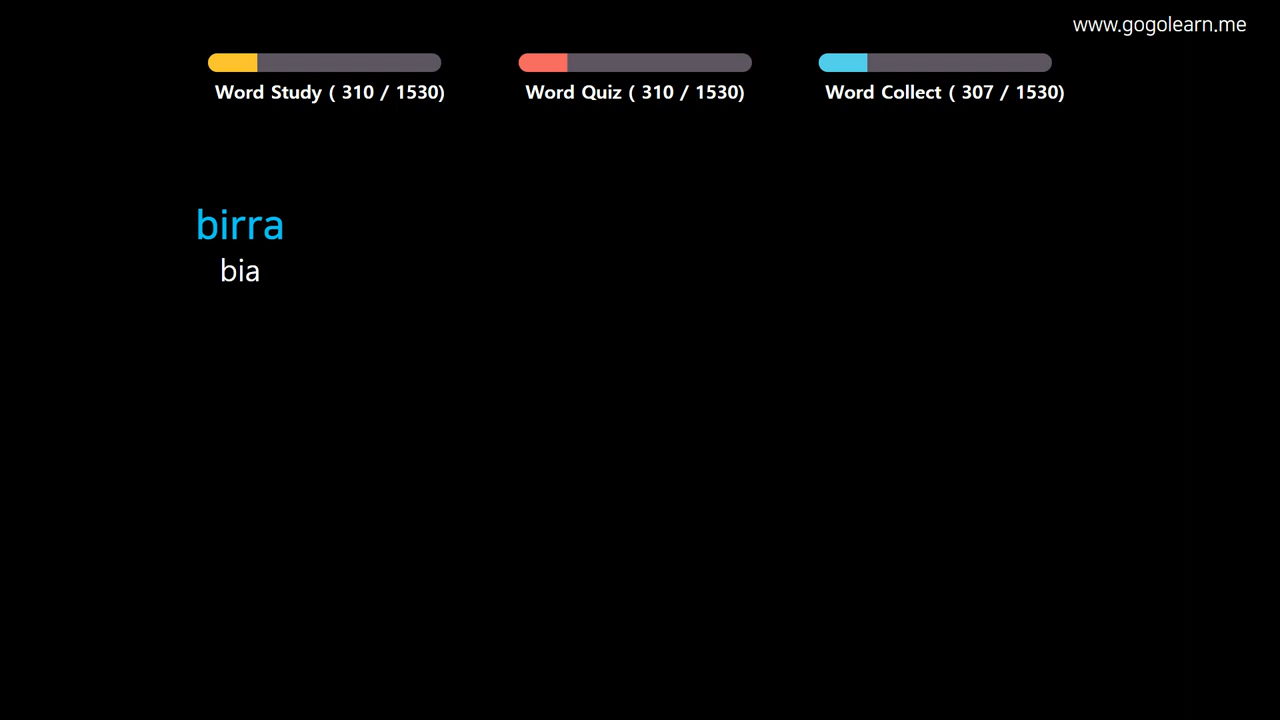 www.gogolearn.me
Word Study ( 310 / 1530)
Word Quiz ( 310 / 1530)
Word Collect ( 307 / 1530)
birra
bia